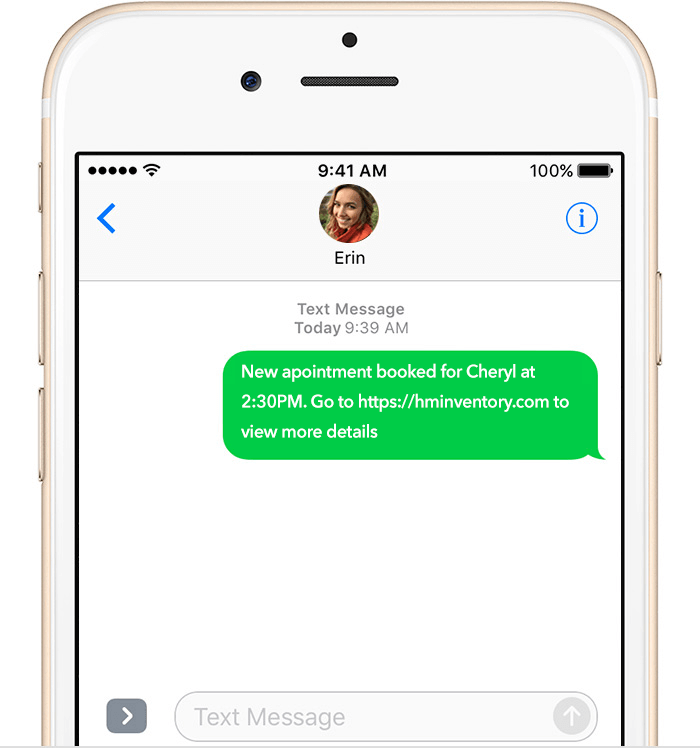 9:41 AM
100%
Erin
Text Message
Today 9:39 AM
New apointment booked for Cheryl at
2:30PM. Go to https://hminventory.com to
view more details
Text Message